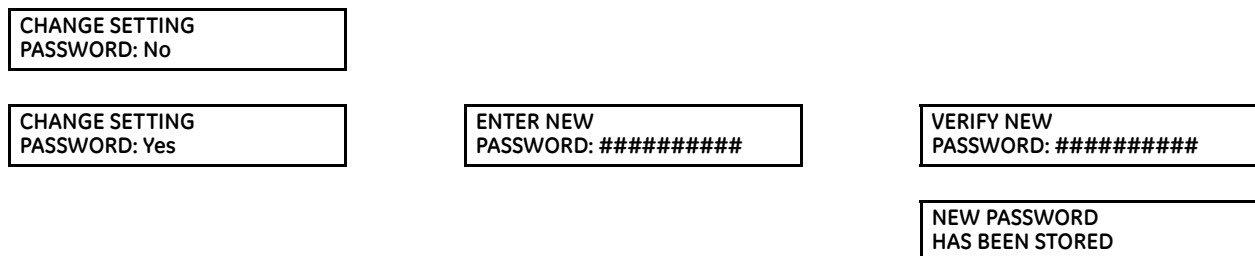 CHANGE SETTING
PASSWORD: No
CHANGE SETTING
PASSWORD: Yes
ENTER NEW
PASSWORD: ##########
VERIFY NEW
PASSWORD: ##########
NEW PASSWORD
HAS BEEN STORED